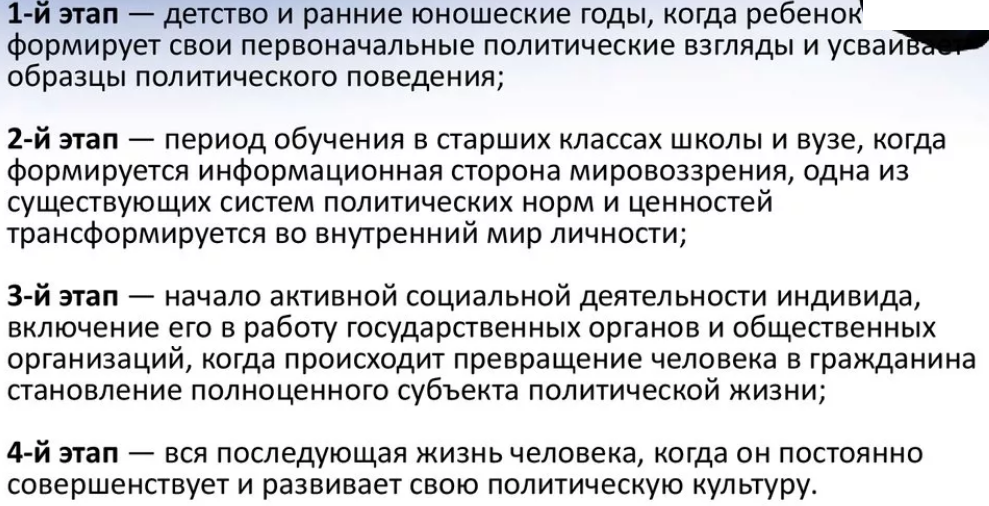 1-й этап — детство и ранние юношеские годы, когда ребенок
формирует свои первоначальные политические взгляды и усваивает
образцы политического поведения;
2-й этап — период обучения в старших классах школы и вузе, когда
формируется информационная сторона мировоззрения, одна из
существующих систем политических норм и ценностей
трансформируется во внутренний мир личности;
3-й этап — начало активной социальной деятельности индивида,
включение его в работу государственных органов и общественных
организаций, когда происходит превращение человека в гражданина
становление полноценного субъекта политической жизни;
4-й этап — вся последующая жизнь человека, когда он постоянно
совершенствует и развивает свою политическую культуру.